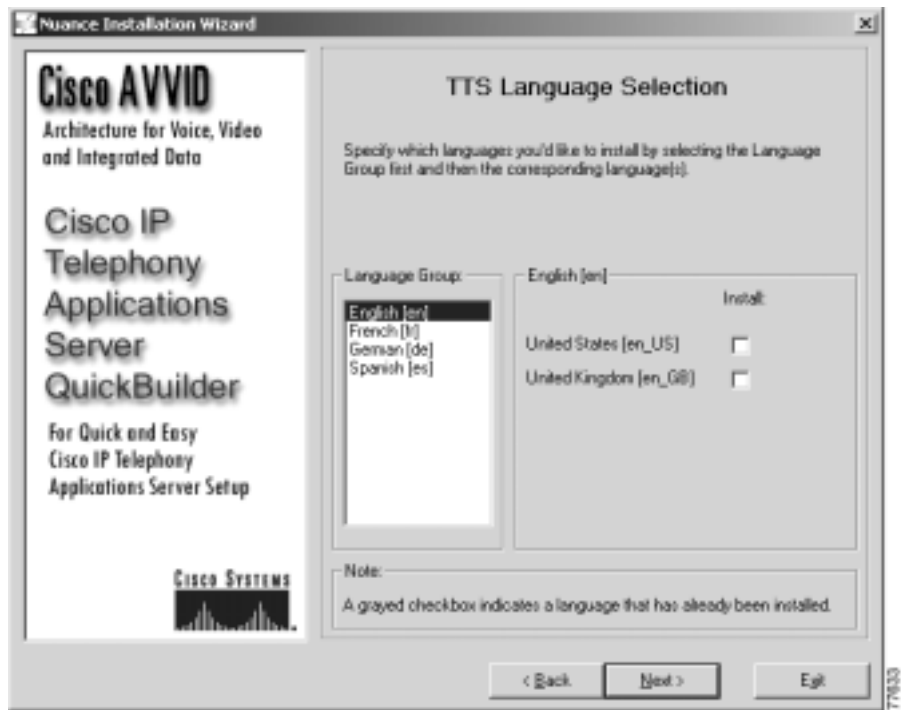 Nuance Installation Wizard
Cisco AVVID
Architecture for Voice, Video
and Integrated Data
Cisco IP
Telephony
Applications
Server
QuickBuilder
For Quick and Easy
Cisco IP Telephony
Applications Server Setup
CISCO SYSTEMS
TTS Language Selection
Specify which languages you'd like to install by selecting the Language
Group first and then the corresponding language(s).
Language Group:
English [en]
French [fr]
German [de]
Spanish [es]
English [en]
Install:
United States [en_US]
United Kingdom [en_GB]
Note:
A grayed checkbox indicates a language that has already been installed.
< Back
Next >
Exit
77633